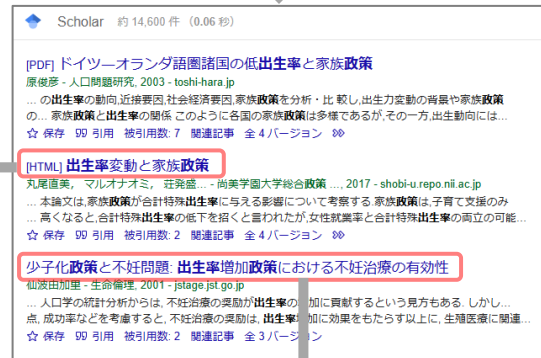 Scholar 約 14,600 件 (0.06 秒)
[PDF] ドイツ―オランダ語圏諸国の低出生率と家族政策
原俊彦 - 人口問題研究, 2003 - toshi-hara.jp
... の出生率の動向,近接要因,社会経済要因,家族政策を分析・比 較し,出生力変動の背景や家族政策
の... 家族政策と出生率の関係 このように各国の家族政策は多様であるが,その一方,出生動向には...
保存 引用 被引用数: 7 関連記事 全 4 バージョン
[HTML] 出生率変動と家族政策
丸尾直美, マルオナオミ, 荘発盛… - 尚美学園大学総合政策 …, 2017 - shobi-u.repo.nii.ac.jp
... 本論文は,家族政策が合計特殊出生率に与える影響について考察する.家族政策は,子育て支援のみ
... 高くなると,合計特殊出生率の低下を招くと言われたが,女性就業率と合計特殊出生率の両立の可能...
保存 引用 被引用数: 2 関連記事 全 4 バージョン
少子化政策と不妊問題: 出生率増加政策における不妊治療の有効性
仙波由加里 - 生命倫理, 2001 - jstage.jst.go.jp
... 人口学の統計分析からは, 不妊治療の奨励が出生率の 加に貢献するという見方もある. しかし...
点, 成功率などを考慮すると, 不妊治療の奨励は, 出生率 加に効果をもたらす以上に, 生殖医療に関連...
保存 引用 被引用数: 2 関連記事 全 3 バージョン